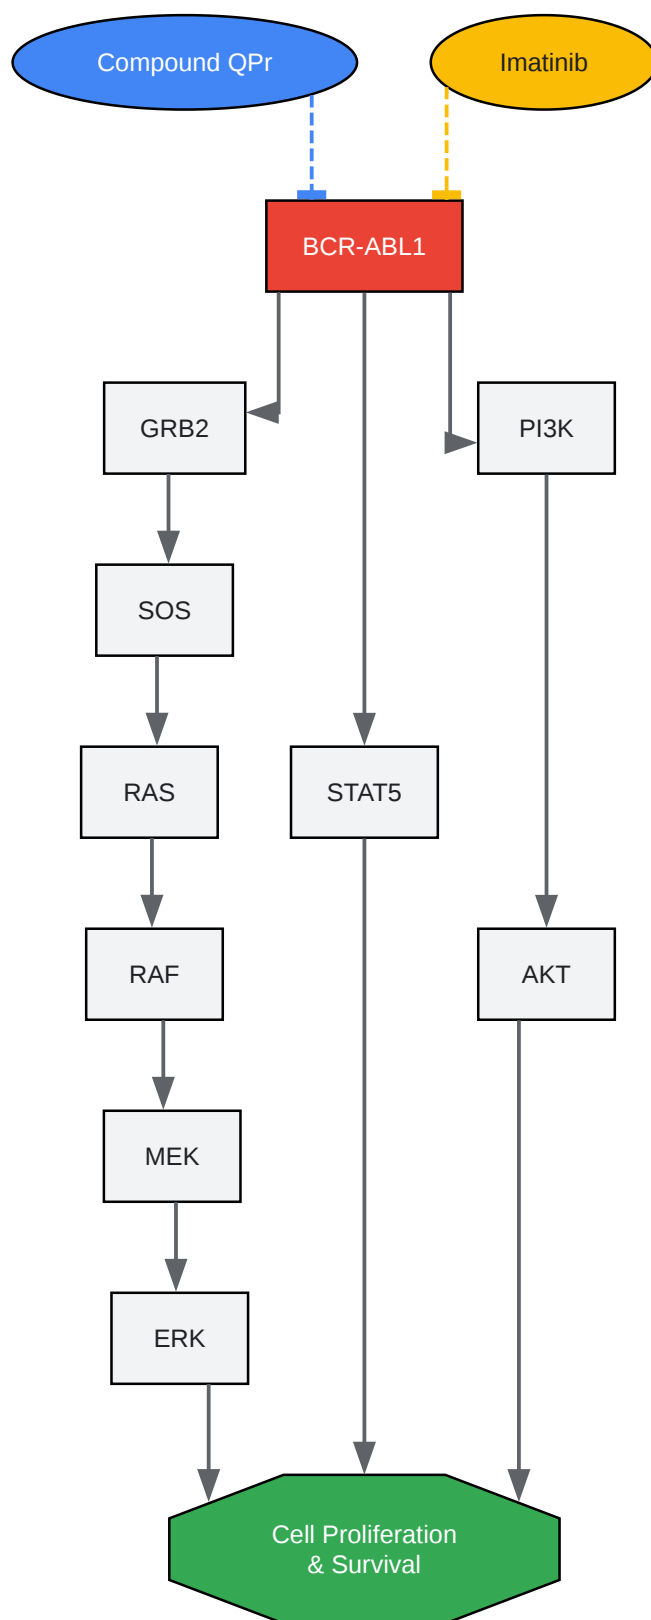 Compound QPr
Imatinib
BCR-ABL1
GRB2
PI3K
SOS
RAS
STAT5
RAF
AKT
MEK
ERK
Cell Proliferation
& Survival